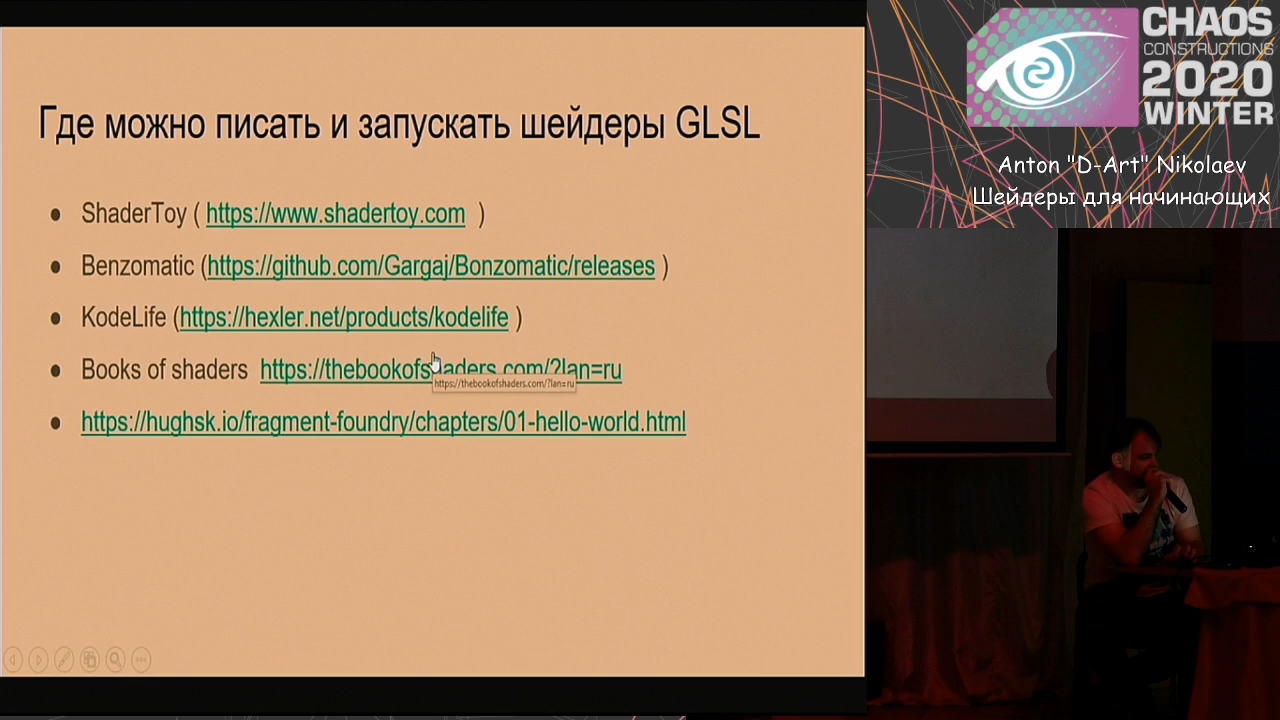 Где можно писать и запускать шейдеры GLSL
● ShaderToy ( https://www.shadertoy.com )
● Benzomatic (https://github.com/Gargaj/Bonzomatic/releases )
● KodeLife (https://hexler.net/products/kodelife )
● Books of shaders https://thebookofshaders.com/?lan=ru
https://thebookofshaders.com/?lan=ru
● https://hughsk.io/fragment-foundry/chapters/01-hello-world.html
CHAOS
CONSTRUCTIONS
2020
WINTER
Anton "D-Art" Nikolaev
Шейдеры для начинающих